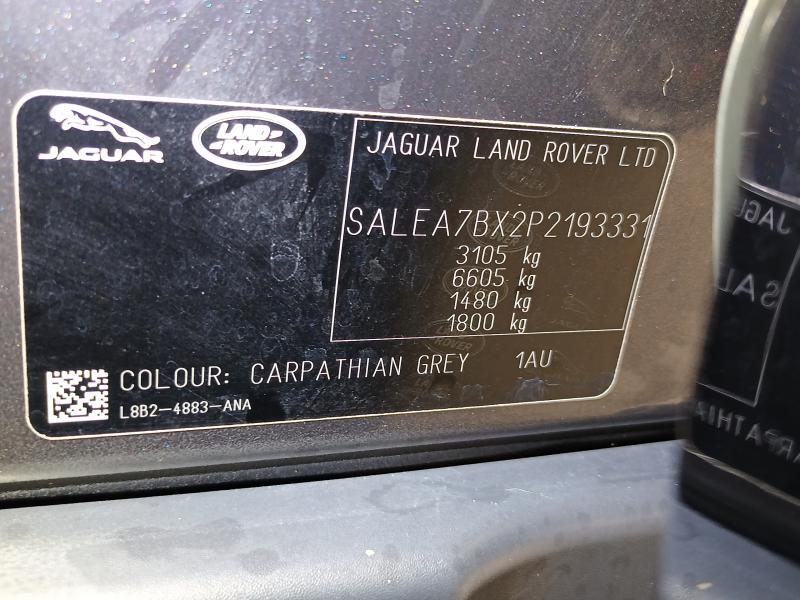 JAGUAR
LAND ROVER
JAGUAR LAND ROVER LTD
SALEA7BX2P2193331
3105 kg
6605 kg
1480 kg
1800 kg
COLOUR: CARPATHIAN GREY 1AU
L8B2-4883-ANA